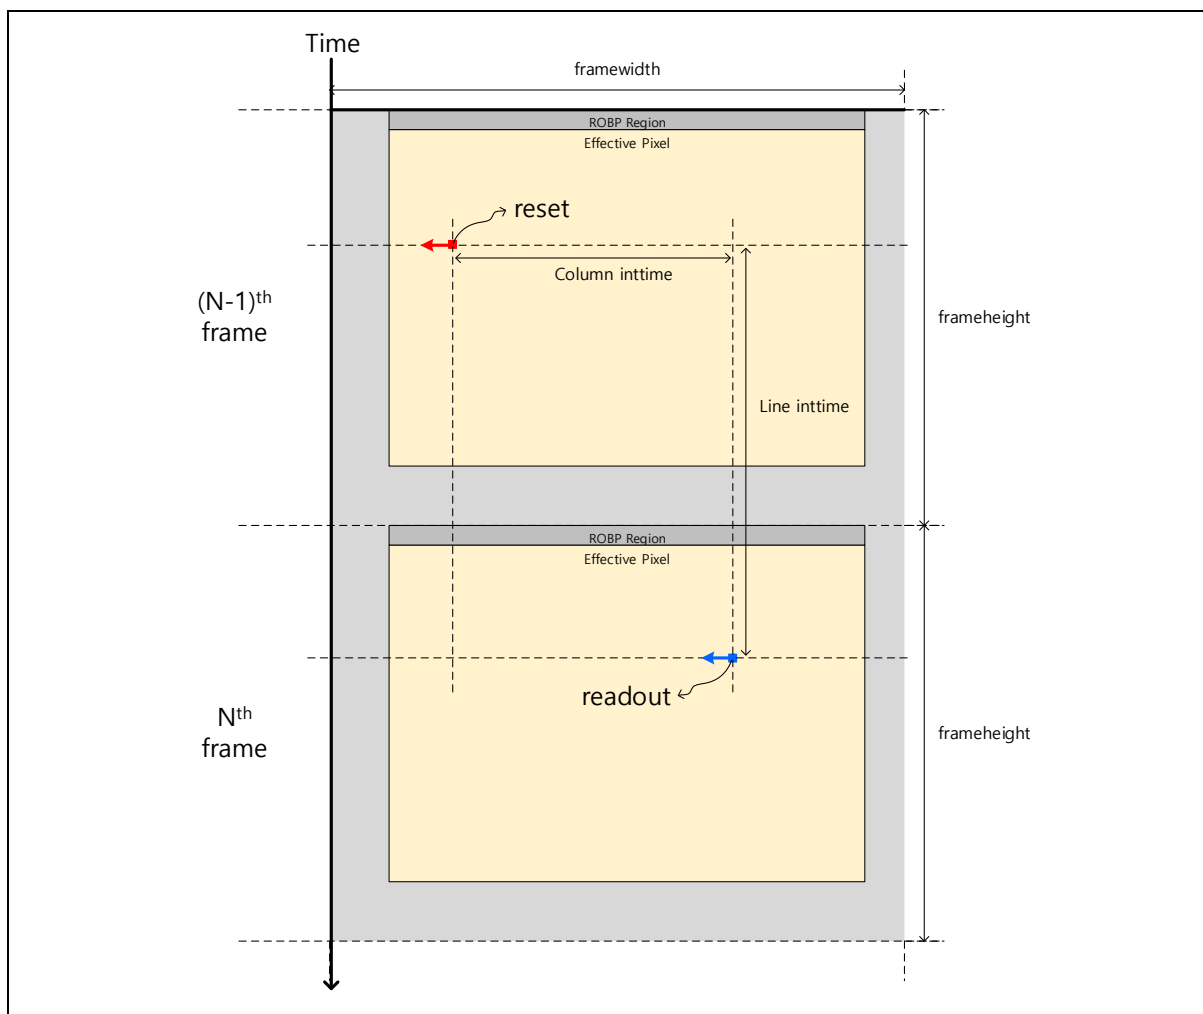 Time
framewidth
ROBP Region
Effective Pixel
reset
Column inttime
(N-1)th
frame
frameheight
Line inttime
ROBP Region
Effective Pixel
readout
Nth
frame
frameheight